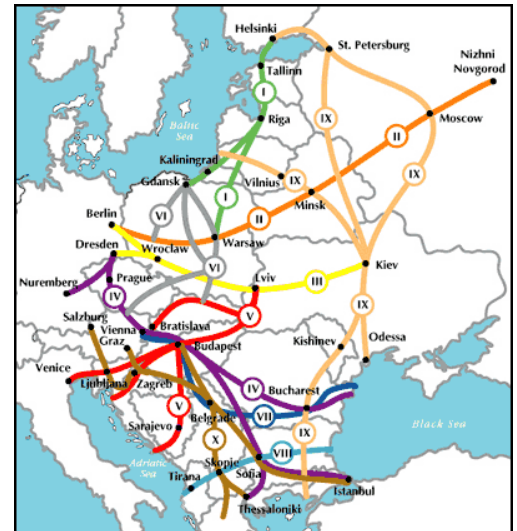 Helsinki
St. Petersburg
Nizhni
Novgorod
Tallinn
I
Riga
IX
Moscow
II
Baltic
Sea
Kaliningrad
Gdansk
Vilnius
IX
IX
Minsk
I
VI
Berlin
II
Warsaw
Dresden
Wroclaw
VI
Kiev
III
Nuremberg
Prague
Lviv
IV
IX
Salzburg
V
Vienna
Bratislava
Graz
Budapest
Kishinev
Odessa
Venice
Ljubljana
Zagreb
IV
Bucharest
V
Belgrade
VII
Sarajevo
Black Sea
X
IX
VIII
Adriatic
Sea
Skopje
Sofia
Tirana
Istanbul
Thessaloniki